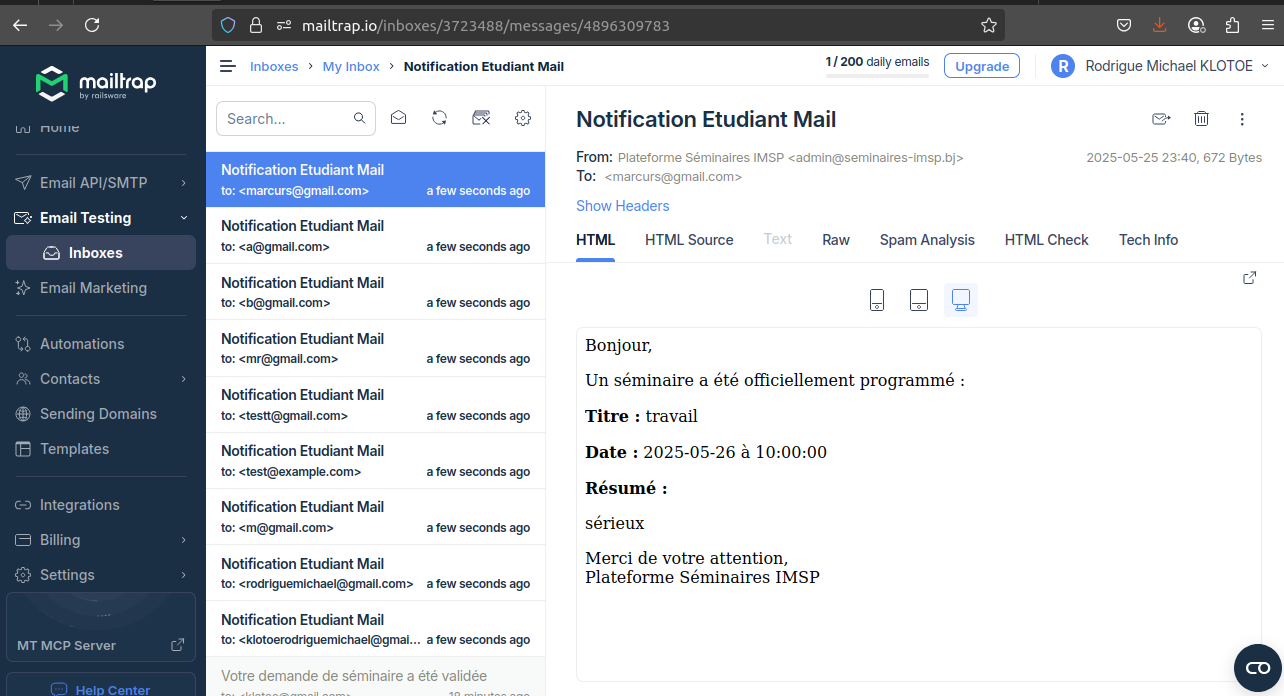 mailtrap.io/inboxes/3723488/messages/4896309783
mailtrap
by railsware
Home
Email API/SMTP
Email Testing
Inboxes
Email Marketing
Automations
Contacts
Sending Domains
Templates
Integrations
Billing
Settings
MT MCP Server
Help Center
Inboxes > My Inbox > Notification Etudiant Mail
1 / 200 daily emails
Upgrade
R Rodrigue Michael KLOTOE
Search...
Notification Etudiant Mail
to: <marcurs@gmail.com> a few seconds ago
Notification Etudiant Mail
to: <a@gmail.com> a few seconds ago
Notification Etudiant Mail
to: <b@gmail.com> a few seconds ago
Notification Etudiant Mail
to: <mr@gmail.com> a few seconds ago
Notification Etudiant Mail
to: <testt@gmail.com> a few seconds ago
Notification Etudiant Mail
to: <test@example.com> a few seconds ago
Notification Etudiant Mail
to: <m@gmail.com> a few seconds ago
Notification Etudiant Mail
to: <rodriguemichael@gmail.com> a few seconds ago
Notification Etudiant Mail
to: <klotoerodriguemichael@gmai... a few seconds ago
Votre demande de séminaire a été validée
to: <klotoe@gmail.com> 18 minutes ago
Notification Etudiant Mail
From: Plateforme Séminaires IMSP <admin@seminaires-imsp.bj>
2025-05-25 23:40, 672 Bytes
To: <marcurs@gmail.com>
Show Headers
HTML HTML Source Text Raw Spam Analysis HTML Check Tech Info
Bonjour,
Un séminaire a été officiellement programmé :
Titre : travail
Date : 2025-05-26 à 10:00:00
Résumé :
sérieux
Merci de votre attention,
Plateforme Séminaires IMSP